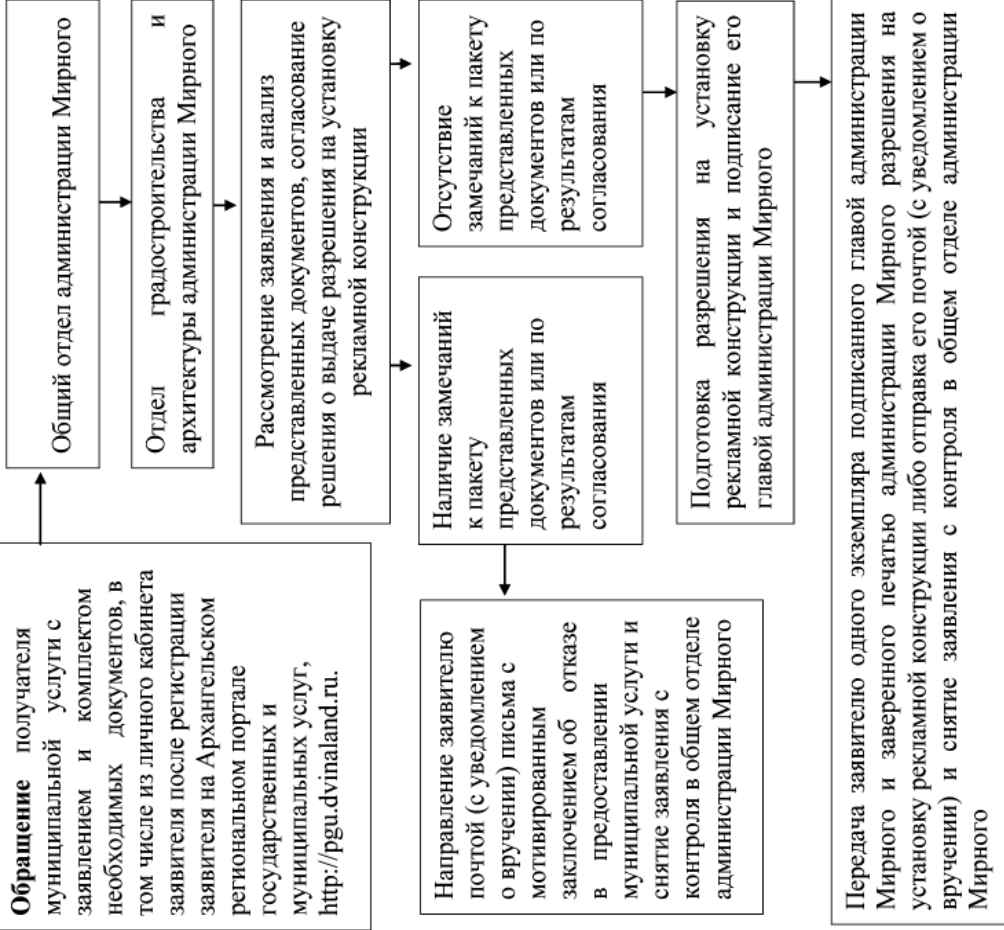 Обращение получателя
муниципальной услуги с
заявлением и комплектом
необходимых документов, в
том числе из личного кабинета
заявителя после регистрации
заявителя на Архангельском
региональном портале
государственных и
муниципальных услуг,
http://pgu.dvinaland.ru.
Общий отдел администрации Мирного
Отдел градостроительства и
архитектуры администрации Мирного
Рассмотрение заявления и анализ
представленных документов, согласование
решения о выдаче разрешения на установку
рекламной конструкции
Наличие замечаний
к пакету
представленных
документов или по
результатам
согласования
Отсутствие
замечаний к пакету
представленных
документов или по
результатам
согласования
Направление заявителю
почтой (с уведомлением
о вручении) письма с
мотивированным
заключением об отказе
в предоставлении
муниципальной услуги и
снятие заявления с
контроля в общем отделе
администрации Мирного
Подготовка разрешения на установку
рекламной конструкции и подписание его
главой администрации Мирного
Передача заявителю одного экземпляра подписанного главой администрации
Мирного и заверенного печатью администрации Мирного разрешения на
установку рекламной конструкции либо отправка его почтой (с уведомлением о
вручении) и снятие заявления с контроля в общем отделе администрации
Мирного